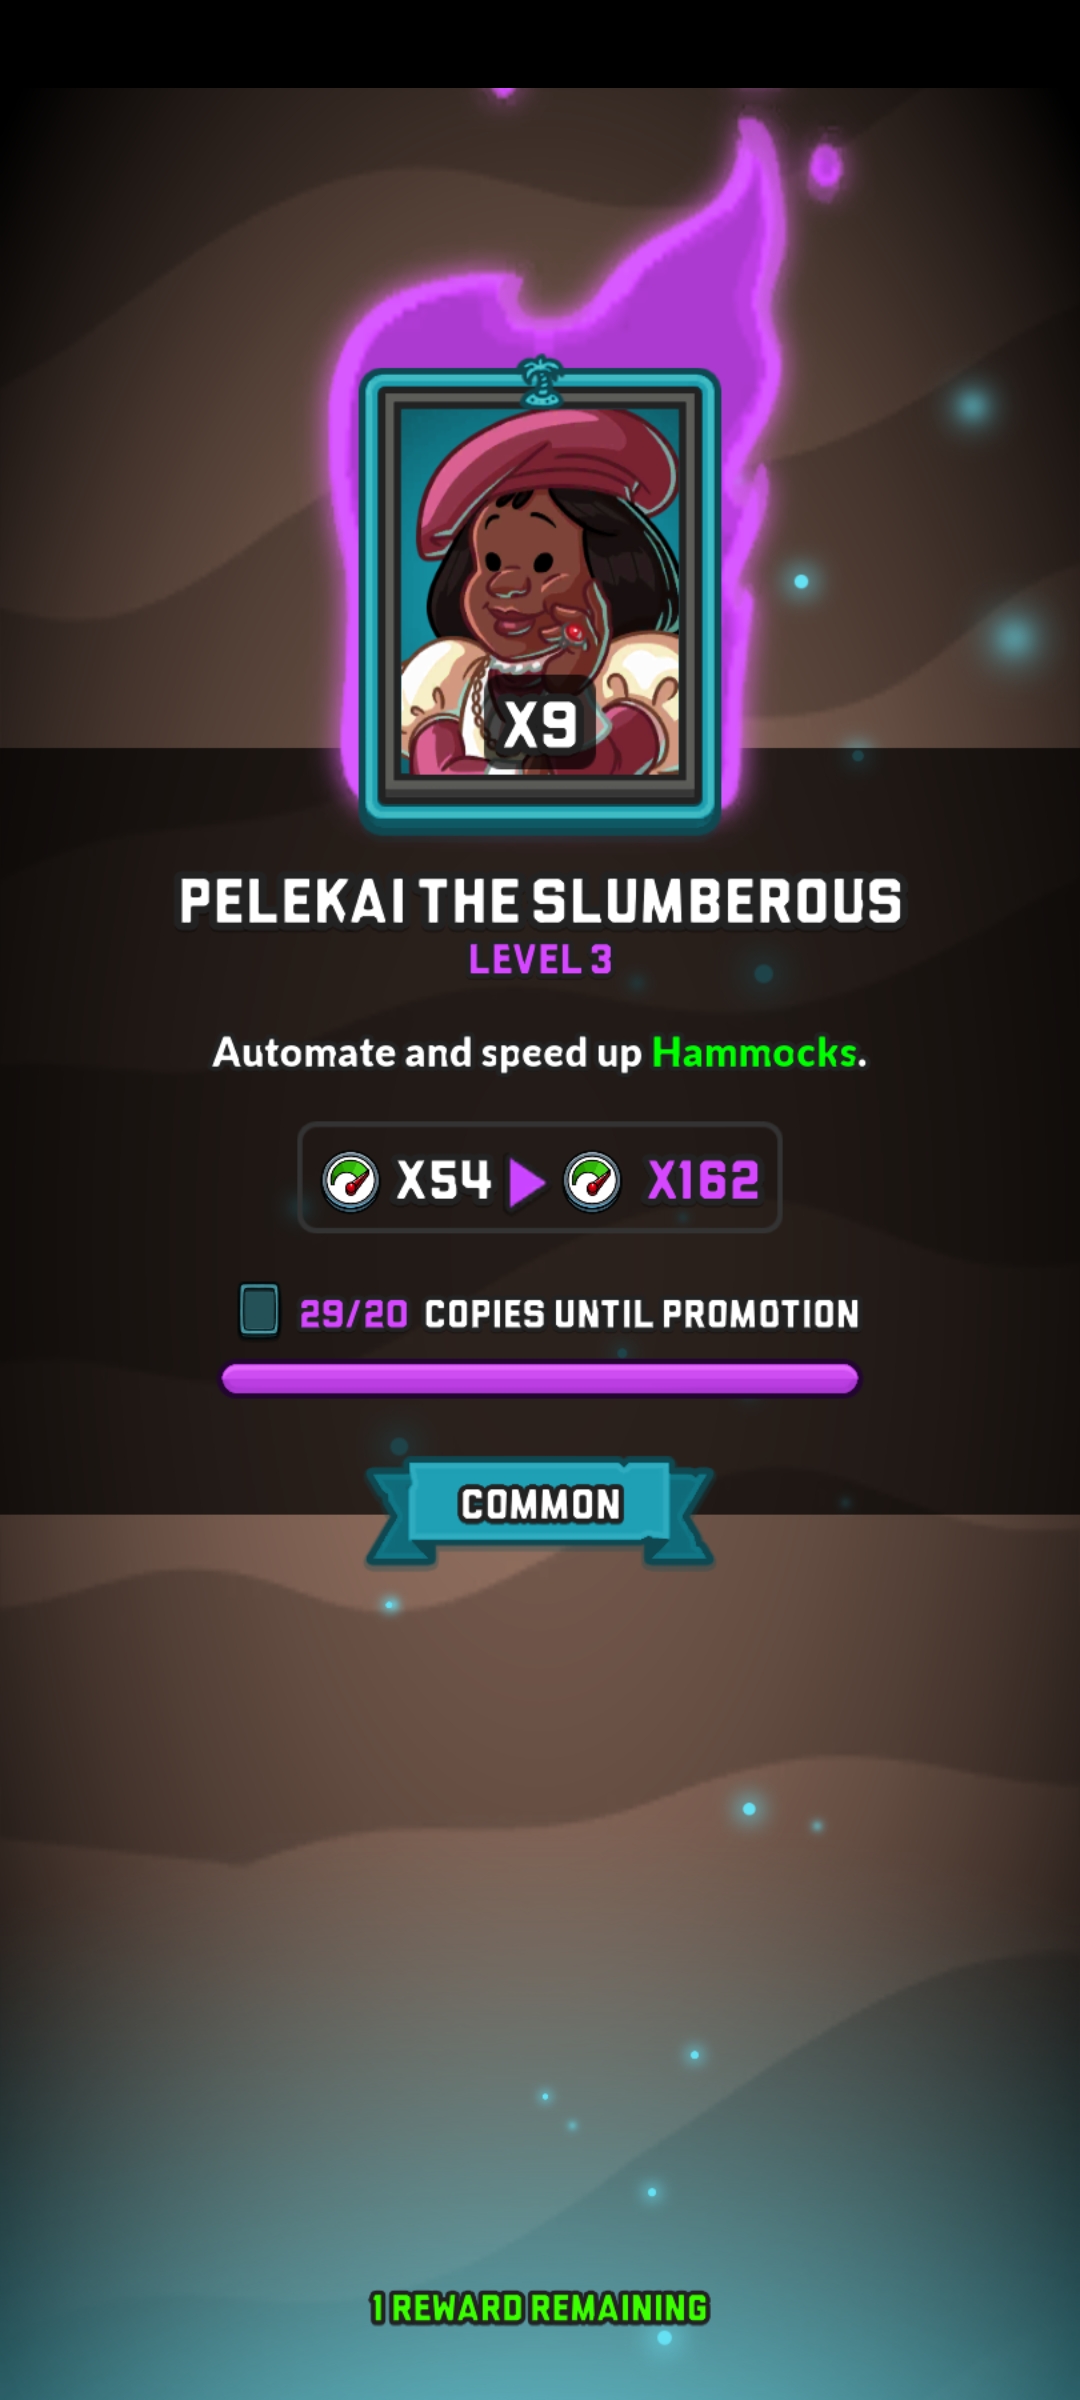 X9
PELEKAI THE SLUMBEROUS
LEVEL 3
Automate and speed up Hammocks.
X54 X162
29/20 COPIES UNTIL PROMOTION
COMMON
1 REWARD REMAINING